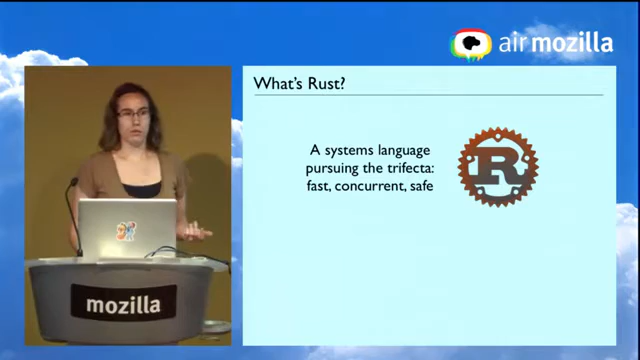 air mozilla
What's Rust?
A systems language
pursuing the trifecta:
fast, concurrent, safe
R
mozilla